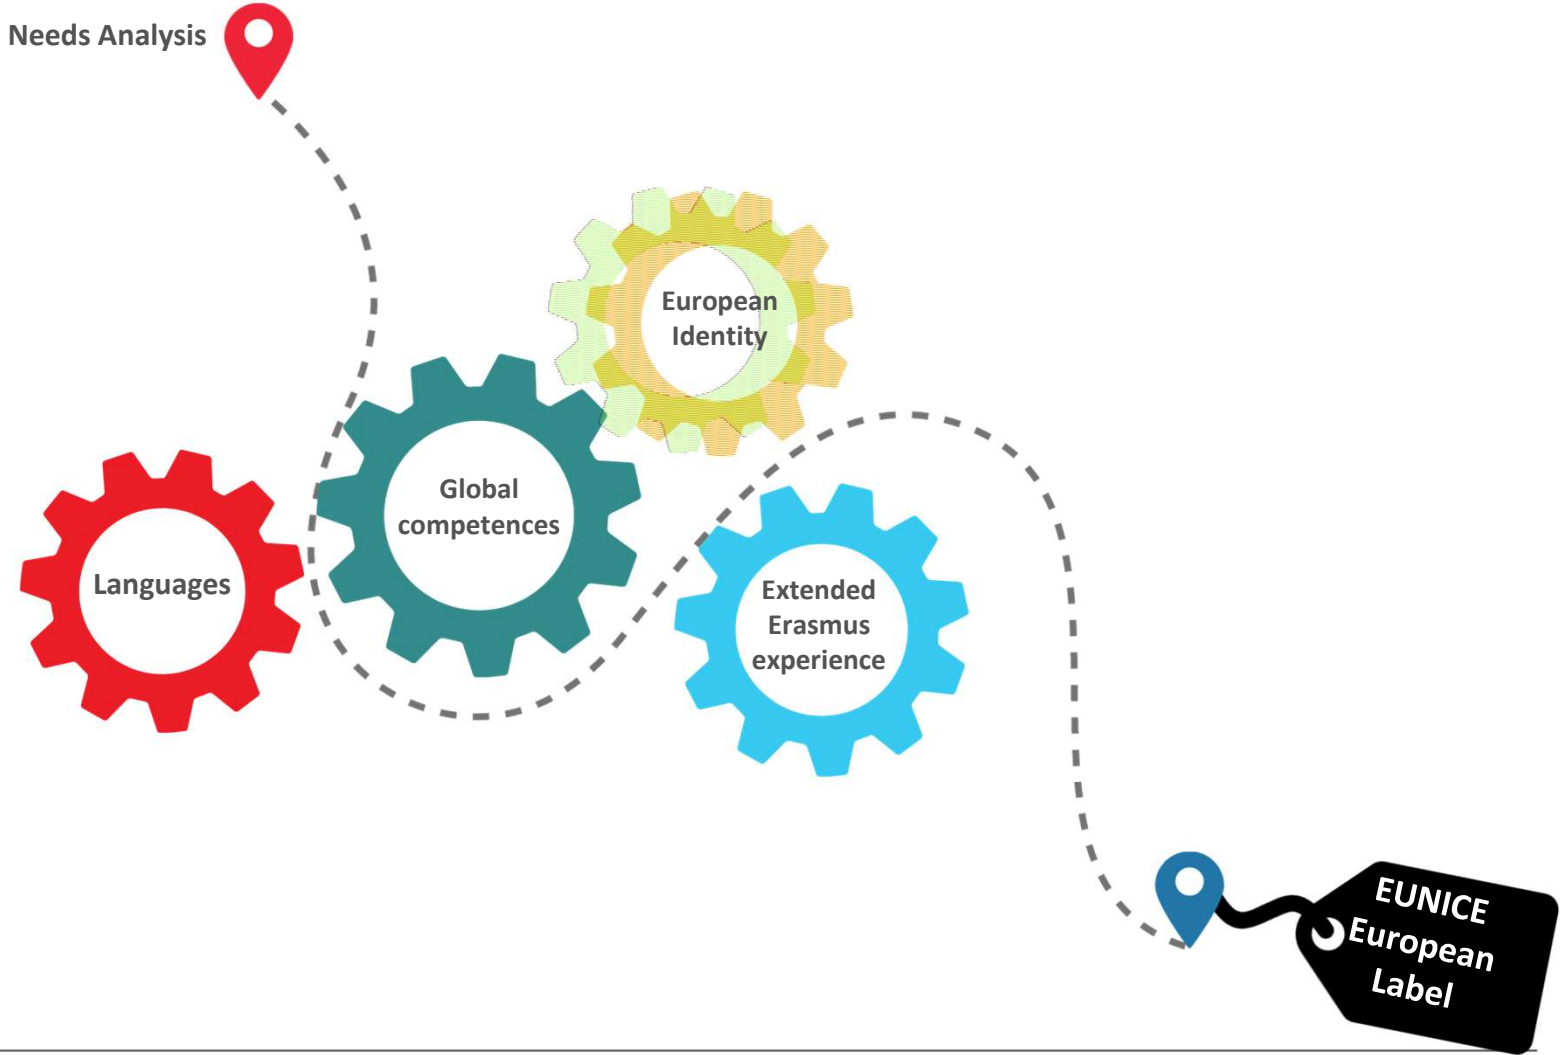 Needs Analysis
European
Identity
Global
competences
Languages
Extended
Erasmus
experience
EUNICE
European
Label